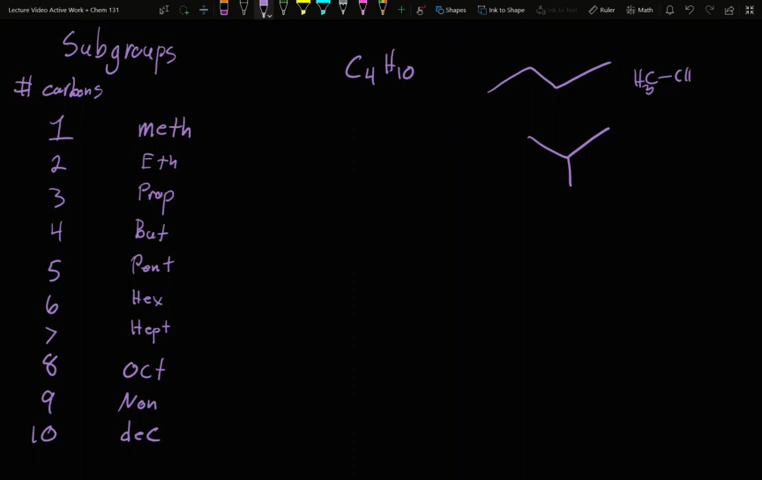 Lecture Video Active Work • Chem 131
Shapes
Ink to Shape
Ink to Text
Ruler
Math
Subgroups
# carbons
C4H10
H3C-CH
1 meth
2 Eth
3 Prop
4 But
5 Pent
6 Hex
7 Hept
8 Oct
9 Non
10 dec